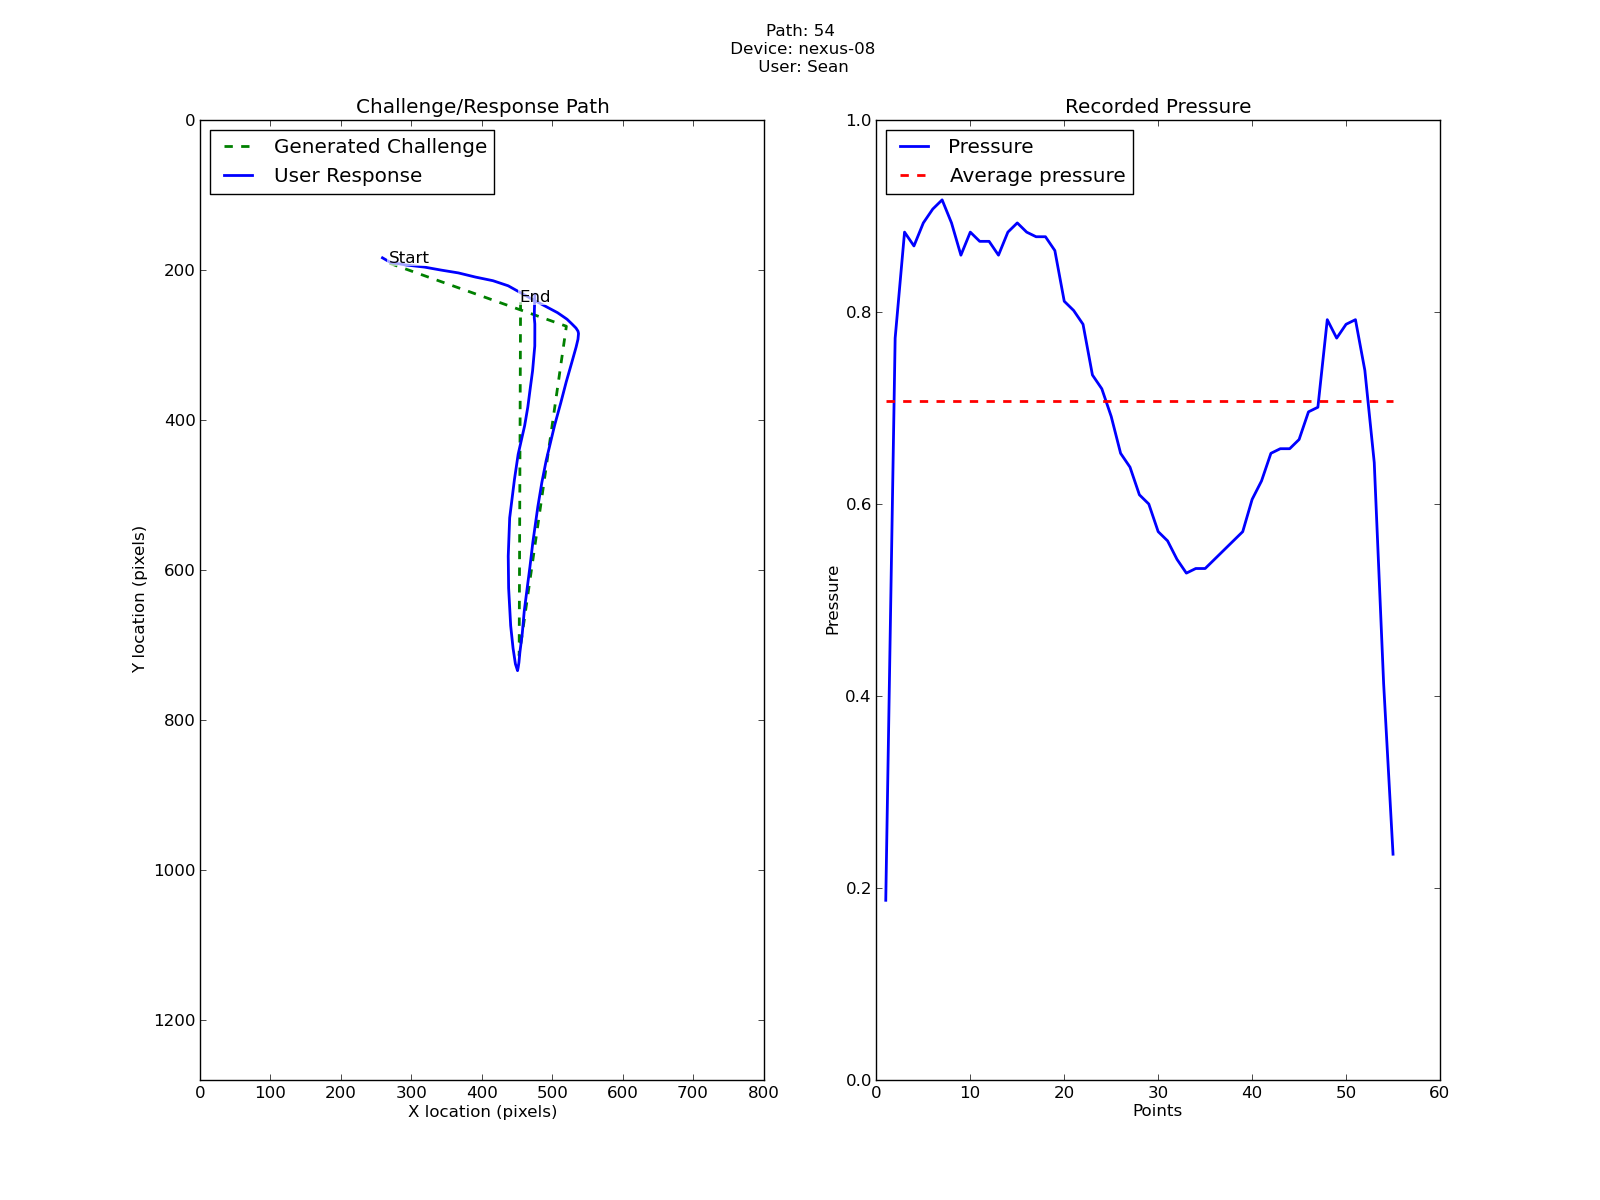 Path: 54
Device: nexus-08
User: Sean
Challenge/Response Path
Generated Challenge
User Response
Start
End
0
200
400
600
800
1000
1200
Y location (pixels)
0 100 200 300 400 500 600 700 800
X location (pixels)
Recorded Pressure
Pressure
Average pressure
1.0
0.8
0.6
0.4
0.2
0.0
Pressure
0 10 20 30 40 50 60
Points